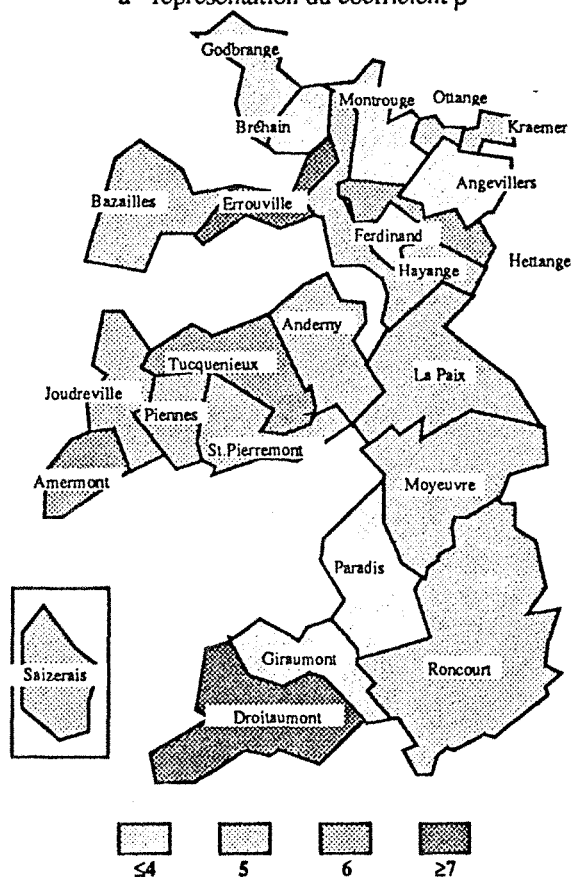 a - représentation du coefficient β
Godbrange
Montrouge
Ottange
Bréhain
Kraemer
Angevillers
Bazailles
Errouville
Ferdinand
Hettange
Hayange
Anderny
Tucquenieux
La Paix
Joudreville
Piennes
St.Pierremont
Amermont
Moyeuvre
Paradis
Giraumont
Roncourt
Saizerais
Droitaumont
≤4 5 6 ≥7